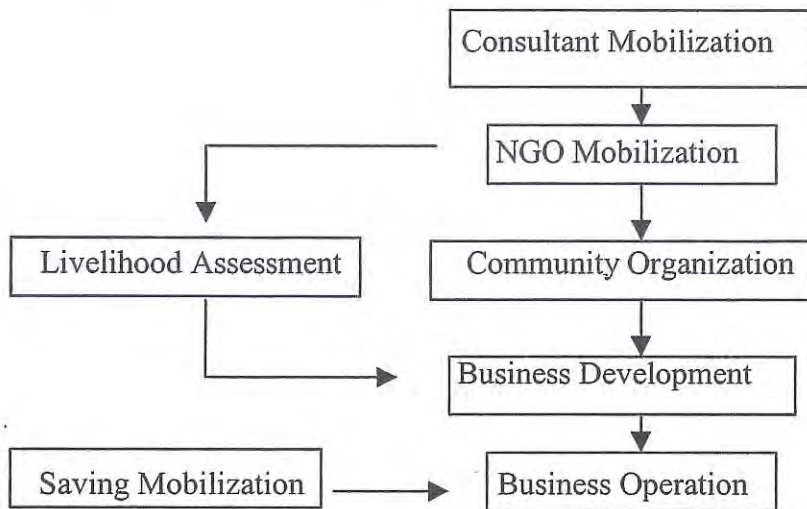 Consultant Mobilization
NGO Mobilization
Livelihood Assessment
Community Organization
Business Development
Saving Mobilization
Business Operation